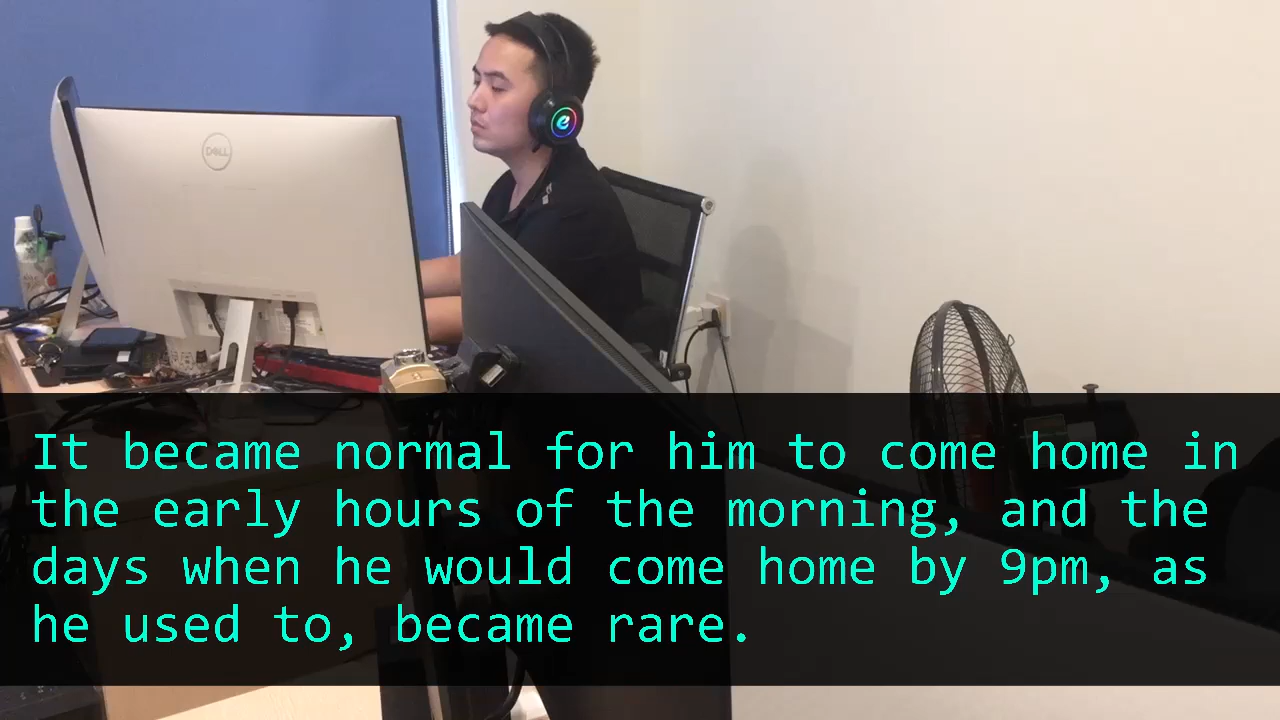 DELL
It became normal for him to come home in
the early hours of the morning, and the
days when he would come home by 9pm, as
he used to, became rare.